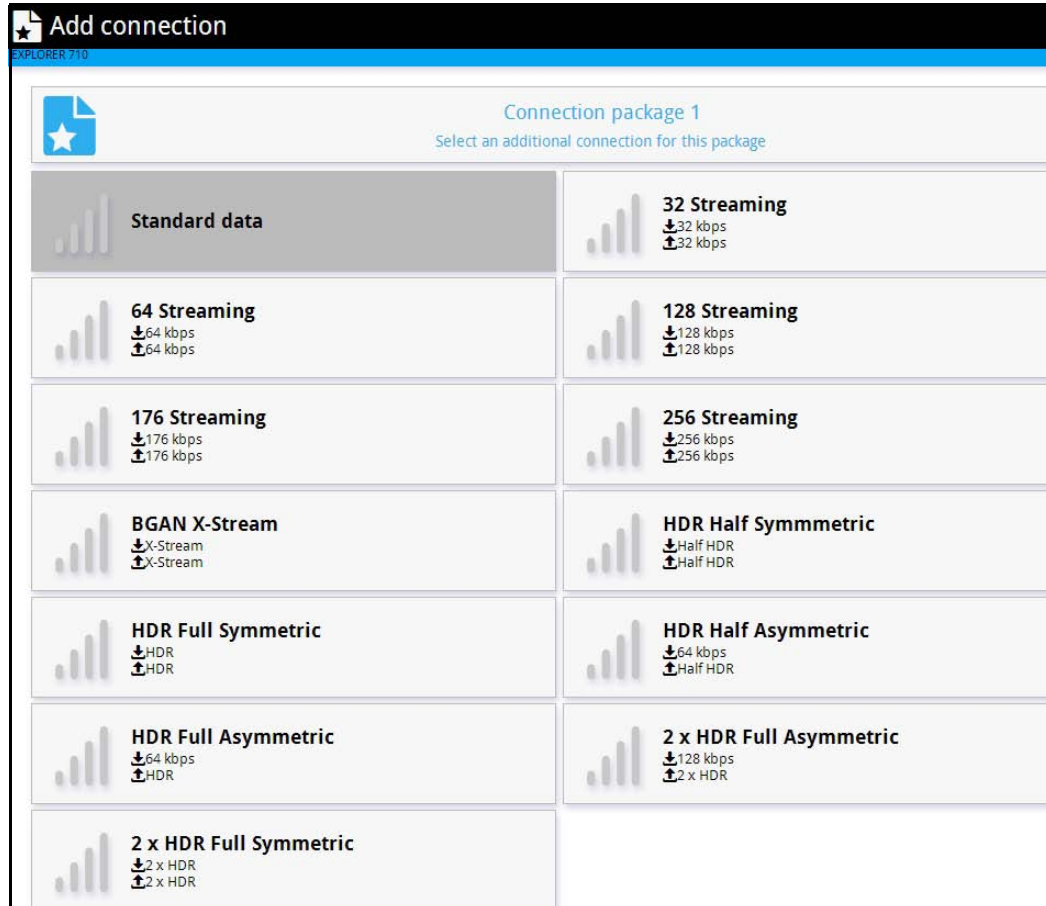 Add connection
EXPLORER 710
Connection package 1
Select an additional connection for this package
Standard data
32 Streaming
32 kbps
32 kbps
64 Streaming
64 kbps
64 kbps
128 Streaming
128 kbps
128 kbps
176 Streaming
176 kbps
176 kbps
256 Streaming
256 kbps
256 kbps
BGAN X-Stream
X-Stream
X-Stream
HDR Half Symmmetric
Half HDR
Half HDR
HDR Full Symmetric
HDR
HDR
HDR Half Asymmetric
64 kbps
Half HDR
HDR Full Asymmetric
64 kbps
HDR
2 x HDR Full Asymmetric
128 kbps
2 x HDR
2 x HDR Full Symmetric
2 x HDR
2 x HDR